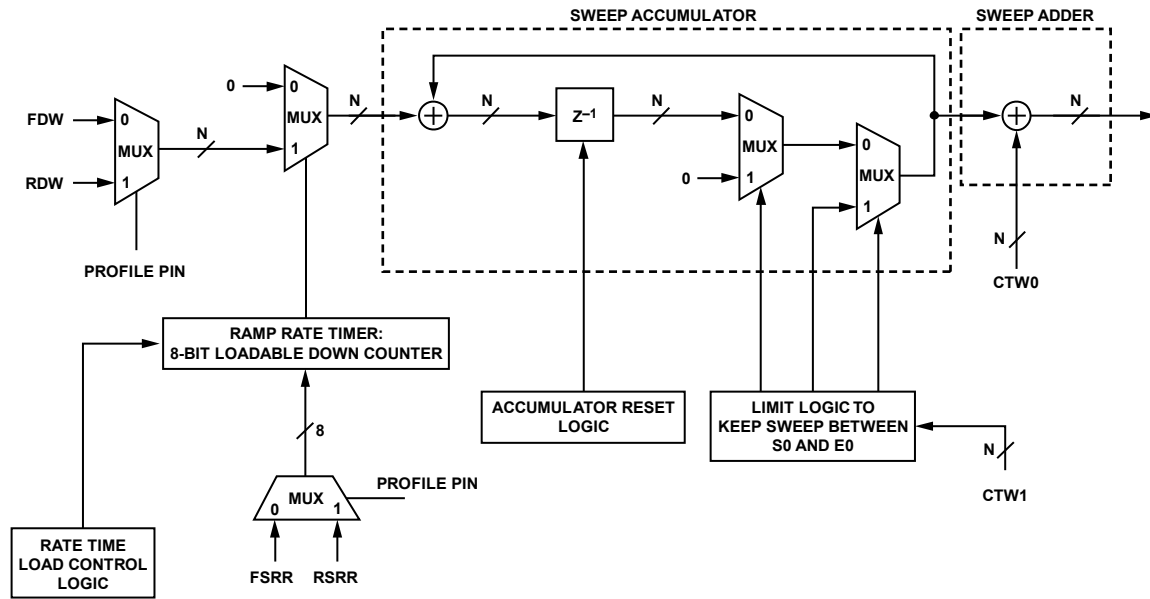 SWEEP ACCUMULATOR
SWEEP ADDER
FDW
RDW
0
1
MUX
PROFILE PIN
N
0
0
MUX
1
N
N
Z⁻¹
N
0
MUX
1
0
0
MUX
1
N
N
CTW0
RAMP RATE TIMER:
8-BIT LOADABLE DOWN COUNTER
ACCUMULATOR RESET
LOGIC
LIMIT LOGIC TO
KEEP SWEEP BETWEEN
S0 AND E0
N
CTW1
8
MUX
0
1
PROFILE PIN
FSRR
RSRR
RATE TIME
LOAD CONTROL
LOGIC